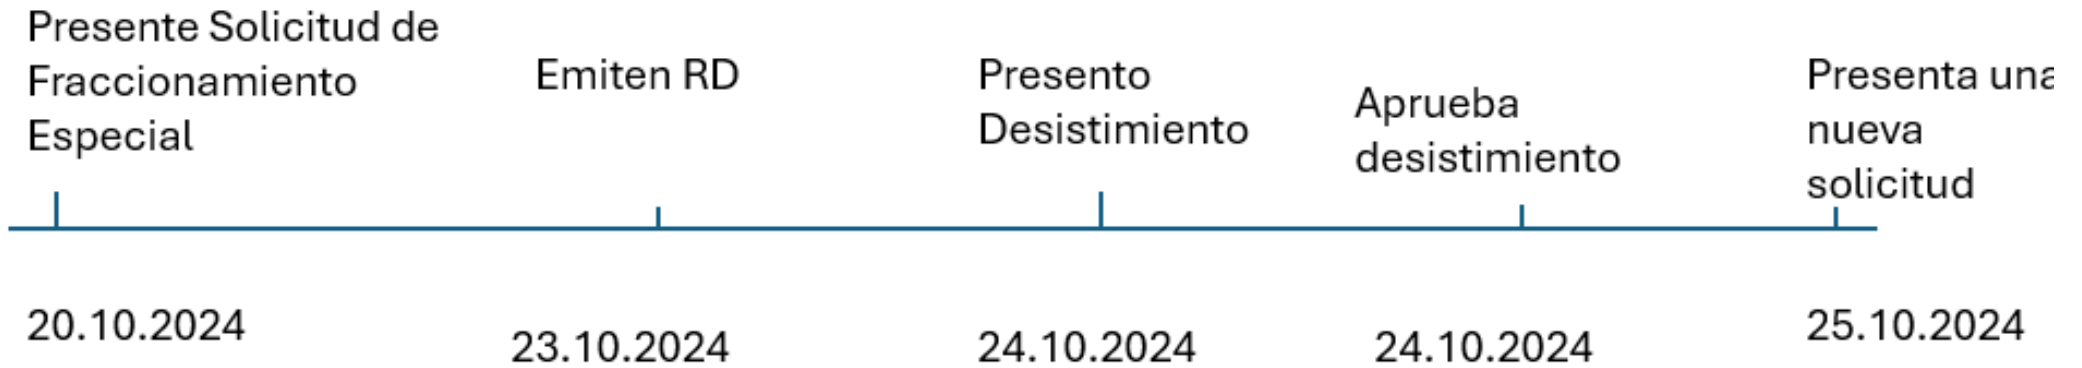 Presente Solicitud de
Fraccionamiento
Especial
Emiten RD
Presento
Desistimiento
Aprueba
desistimiento
Presenta una
nueva
solicitud
20.10.2024
23.10.2024
24.10.2024
24.10.2024
25.10.2024